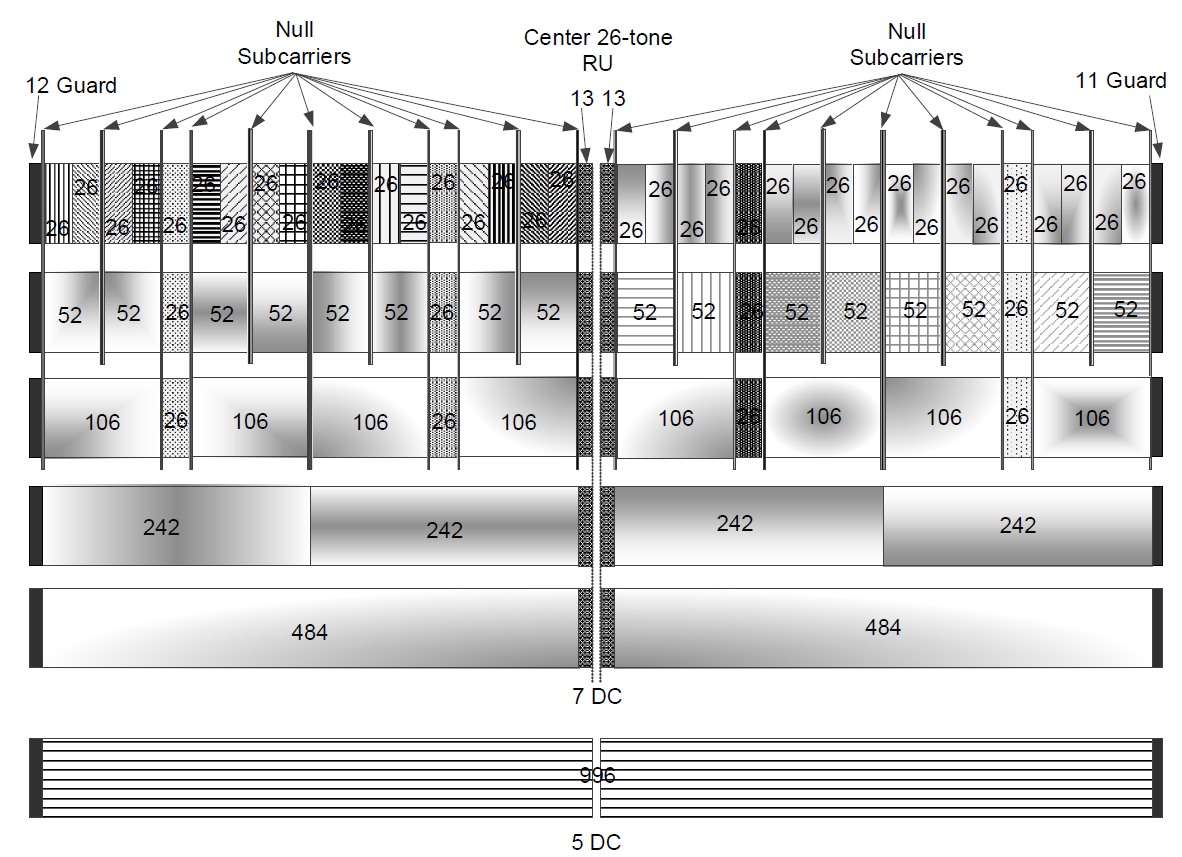 Null
Subcarriers
Center 26-tone
RU
Null
Subcarriers
12 Guard
13 13
11 Guard
26 26 26 26 26 26 26 26 26 26 26 26 26 26 26 26 26 26
26 26 26 26 26 26 26 26 26 26 26 26 26 26 26 26 26 26
52 52 26 52 52 52 52 26 52 52 52 52 26 52 52 52 52 26 52 52
106 26 106 106 26 106 106 26 106 106 26 106
242 242 242 242
484 484
7 DC
996
5 DC